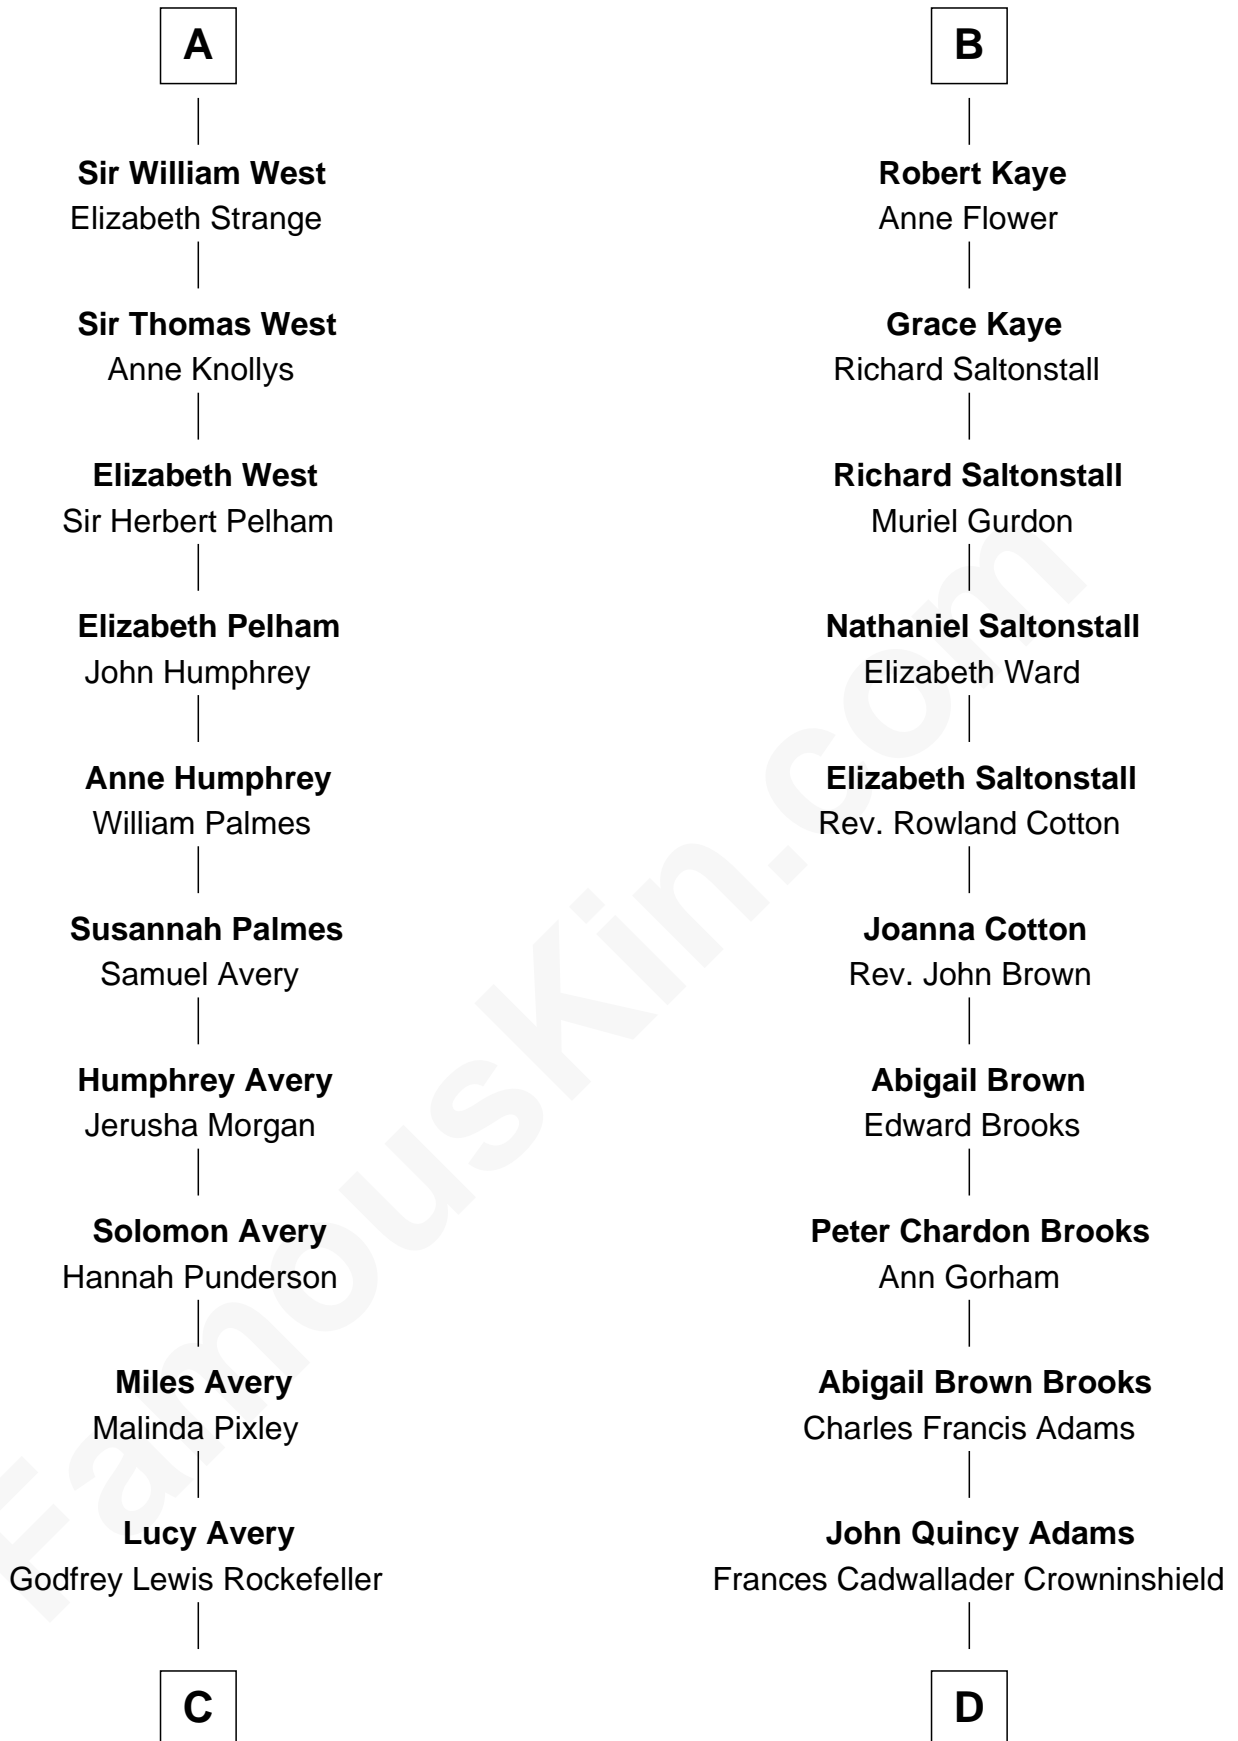 A
Sir William West
Elizabeth Strange
Sir Thomas West
Anne Knollys
Elizabeth West
Sir Herbert Pelham
Elizabeth Pelham
John Humphrey
Anne Humphrey
William Palmes
Susannah Palmes
Samuel Avery
Humphrey Avery
Jerusha Morgan
Solomon Avery
Hannah Punderson
Miles Avery
Malinda Pixley
Lucy Avery
Godfrey Lewis Rockefeller
C
B
Robert Kaye
Anne Flower
Grace Kaye
Richard Saltonstall
Richard Saltonstall
Muriel Gurdon
Nathaniel Saltonstall
Elizabeth Ward
Elizabeth Saltonstall
Rev. Rowland Cotton
Joanna Cotton
Rev. John Brown
Abigail Brown
Edward Brooks
Peter Chardon Brooks
Ann Gorham
Abigail Brown Brooks
Charles Francis Adams
John Quincy Adams
Frances Cadwallader Crowninshield
D
FamousKin.com